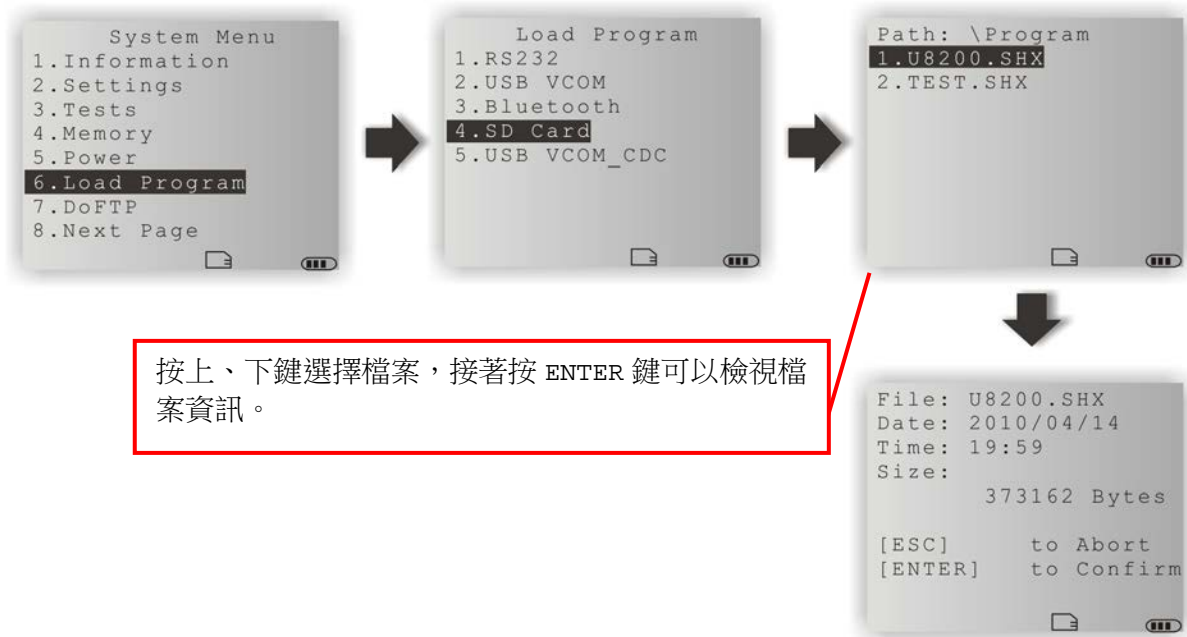 System Menu
1.Information
2.Settings
3.Tests
4.Memory
5.Power
6.Load Program
7.DoFTP
8.Next Page
Load Program
1.RS232
2.USB VCOM
3.Bluetooth
4.SD Card
5.USB VCOM_CDC
Path: \Program
1.U8200.SHX
2.TEST.SHX
按上、下鍵選擇檔案，接著按 ENTER 鍵可以檢視檔
案資訊。
File: U8200.SHX
Date: 2010/04/14
Time: 19:59
Size:
373162 Bytes
[ESC] to Abort
[ENTER] to Confirm